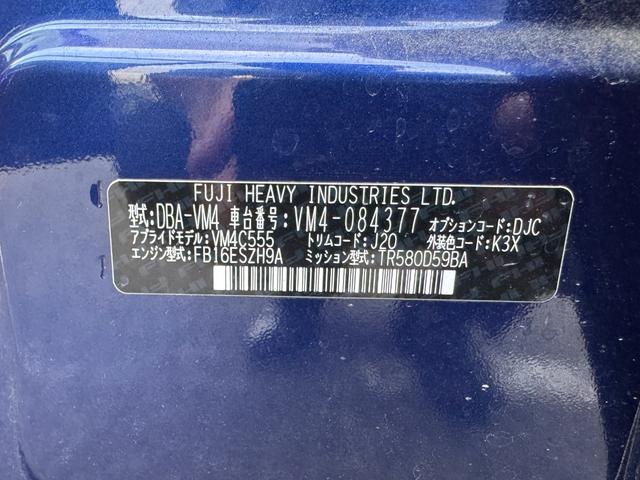 FUJI HEAVY INDUSTRIES LTD.
型式:DBA-VM4 車台番号:VM4-084377 オプションコード:DJC
アプライドモデル:VM4C555 トリムコード:J20 外装色コード:K3X
エンジン型式:FB16ESZH9A ミッション型式:TR580D59BA